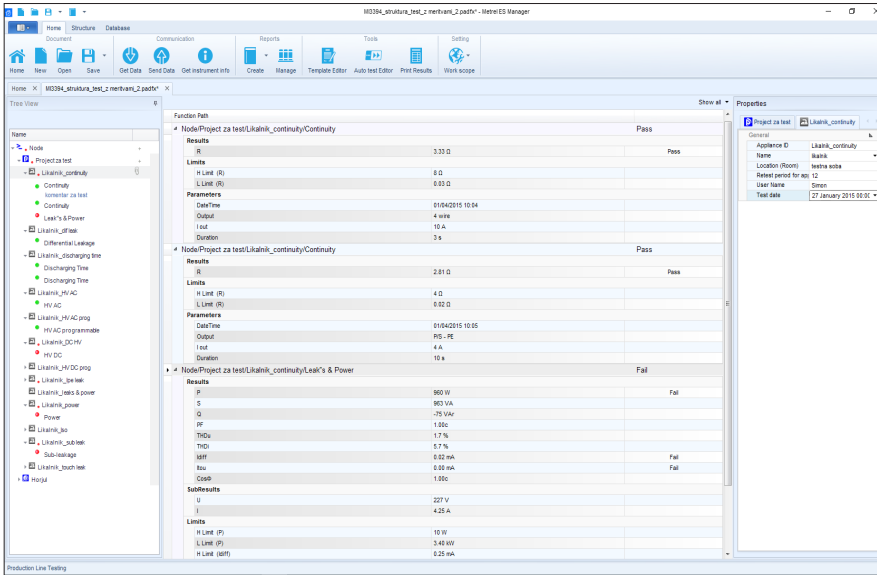 MI3394_struktura_test_z meritvami_2.padfx* - Metrel ES Manager
Home Structure Database
Document Communication Reports Tools Setting
Home New Open Save Get Data Send Data Get instrument info Create Manage Template Editor Auto test Editor Print Results Work scope
Home MI3394_struktura_test_z meritvami_2.padfx*
Tree View
Name
Node
Project za test
Likalnik_continuity
Continuity
komentar za test
Continuity
Leak's & Power
Likalnik_dif leak
Differential Leakage
Likalnik_discharging time
Discharging Time
Discharging Time
Likalnik_HV AC
HV AC
Likalnik_HV AC prog
HV AC programmable
Likalnik_DC HV
HV DC
Likalnik_HV DC prog
Likalnik_Ipe leak
Likalnik_leaks & power
Likalnik_power
Power
Likalnik_Iso
Likalnik_sub leak
Sub-leakage
Likalnik_touch leak
Horjul
Show all
Function Path
Node/Project za test/Likalnik_continuity/Continuity Pass
Results
R 3.33 Ω Pass
Limits
H Limit (R) 8 Ω
L Limit (R) 0.03 Ω
Parameters
DateTime 01/04/2015 10:04
Output 4 wire
I out 10 A
Duration 3 s
Node/Project za test/Likalnik_continuity/Continuity Pass
Results
R 2.81 Ω Pass
Limits
H Limit (R) 4 Ω
L Limit (R) 0.02 Ω
Parameters
DateTime 01/04/2015 10:05
Output P/S - PE
I out 4 A
Duration 10 s
Node/Project za test/Likalnik_continuity/Leak"s & Power Fail
Results
P 960 W Fail
S 963 VA
Q -75 VAr
PF 1.00c
THDu 1.7 %
THDi 5.7 %
Idiff 0.02 mA Fail
Itou 0.00 mA Fail
CosΦ 1.00c
SubResults
U 227 V
I 4.25 A
Limits
H Limit (P) 10 W
L Limit (P) 3.40 kW
H Limit (Idiff) 0.25 mA
Properties
Project za test Likalnik_continuity
General
Appliance ID Likalnik_continuity
Name likalnik
Location (Room) testna soba
Retest period for app 12
User Name Simon
Test date 27 January 2015 00:0
Production Line Testing